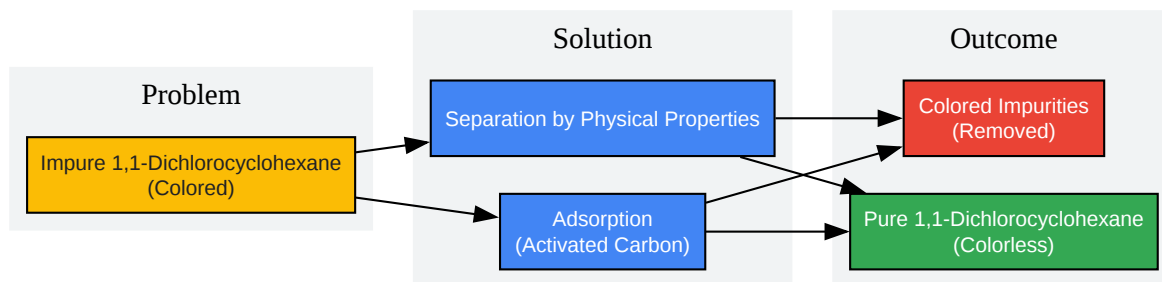 Problem
Impure 1,1-Dichlorocyclohexane
(Colored)
Solution
Separation by Physical Properties
Adsorption
(Activated Carbon)
Outcome
Colored Impurities
(Removed)
Pure 1,1-Dichlorocyclohexane
(Colorless)